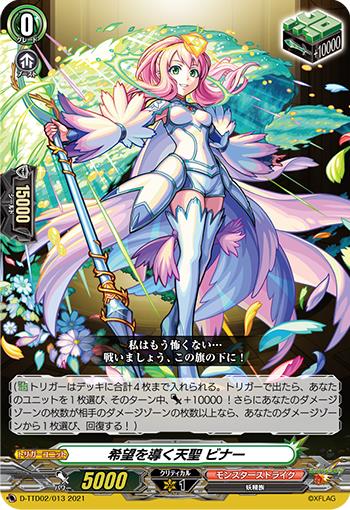 0
グレード
ブースト
治
+10000
15000
シールド
私はもう怖くない…
戦いましょう、この旗の下に!
(【治】トリガーはデッキに合計4枚まで入れられる。トリガーで出たら、あなた
のユニットを1枚選び、そのターン中、+10000!さらにあなたのダメージ
ゾーンの枚数が相手のダメージゾーンの枚数以上なら、あなたのダメージゾー
ンから1枚選び、回復する!)
トリガーユニット
希望を導く天聖 ビナー
パワー
5000
クリティカル
1
モンスターストライク
妖精族
D-TTD02/013 2021
©XFLAG